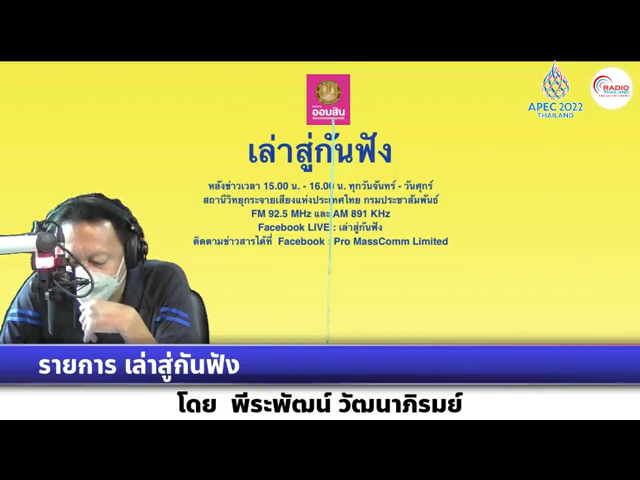 APEC 2022
THAILAND
RADIO
THAILAND
ออมสิน
เล่าสู่กันฟัง
หลังข่าวเวลา 15.00 น. - 16.00 น. ทุกวันจันทร์ - วันศุกร์
สถานีวิทยุกระจายเสียงแห่งประเทศไทย กรมประชาสัมพันธ์
FM 92.5 MHz และ AM 891 KHz
Facebook LIVE : เล่าสู่กันฟัง
ติดตามข่าวสารได้ที่ Facebook : Pro MassComm Limited
รายการ เล่าสู่กันฟัง
โดย พีระพัฒน์ วัฒนาภิรมย์